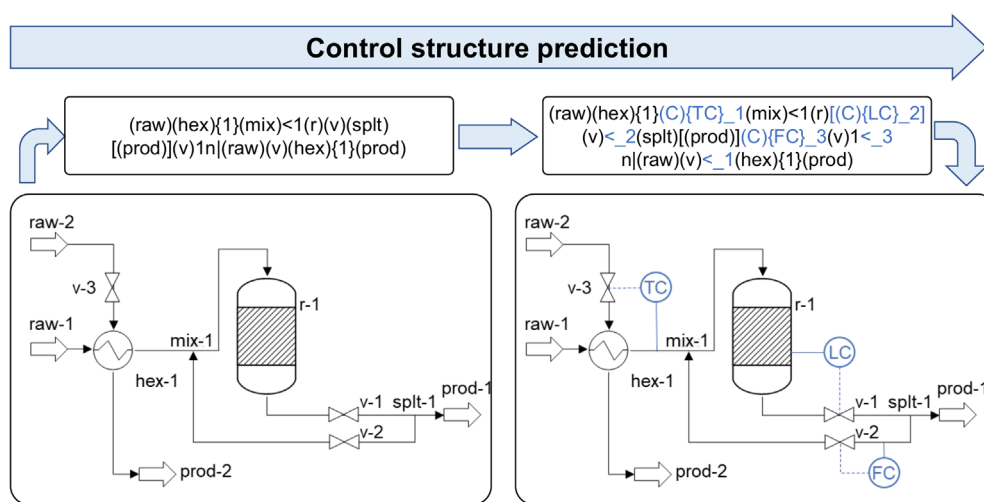 Control structure prediction
(raw)(hex){1}(mix)<1(r)(v)(splt)
[(prod)](v)1n|(raw)(v)(hex){1}(prod)
(raw)(hex){1}(C){TC}_1(mix)<1(r)[(C){LC}_2]
(v)<_2(splt)[(prod)](C){FC}_3(v)1<_3
n|(raw)(v)<_1(hex){1}(prod)
raw-2
v-3
r-1
raw-1
mix-1
hex-1
prod-1
v-1 splt-1
v-2
prod-2
raw-2
TC
v-3
r-1
raw-1
mix-1
LC
hex-1
prod-1
v-1 splt-1
v-2
FC
prod-2